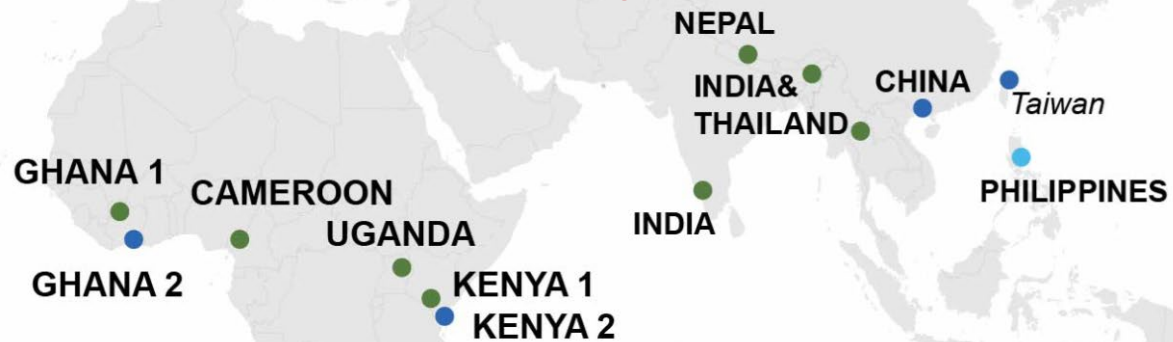 NEPAL
INDIA&
THAILAND
CHINA
Taiwan
GHANA 1
CAMEROON
PHILIPPINES
UGANDA
INDIA
GHANA 2
KENYA 1
KENYA 2